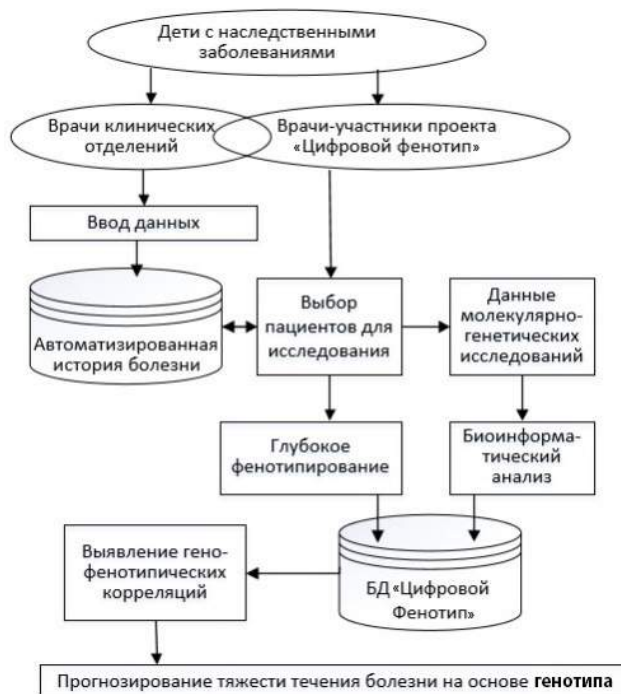 Дети с наследственными
заболеваниями
Врачи клинических
отделений
Врачи-участники проекта
«Цифровой фенотип»
Ввод данных
Автоматизированная
история болезни
Выбор
пациентов для
исследования
Данные
молекулярно-
генетических
исследований
Глубокое
фенотипирование
Биоинформа-
тический
анализ
Выявление гено-
фенотипических
корреляций
БД «Цифровой
Фенотип»
Прогнозирование тяжести течения болезни на основе генотипа